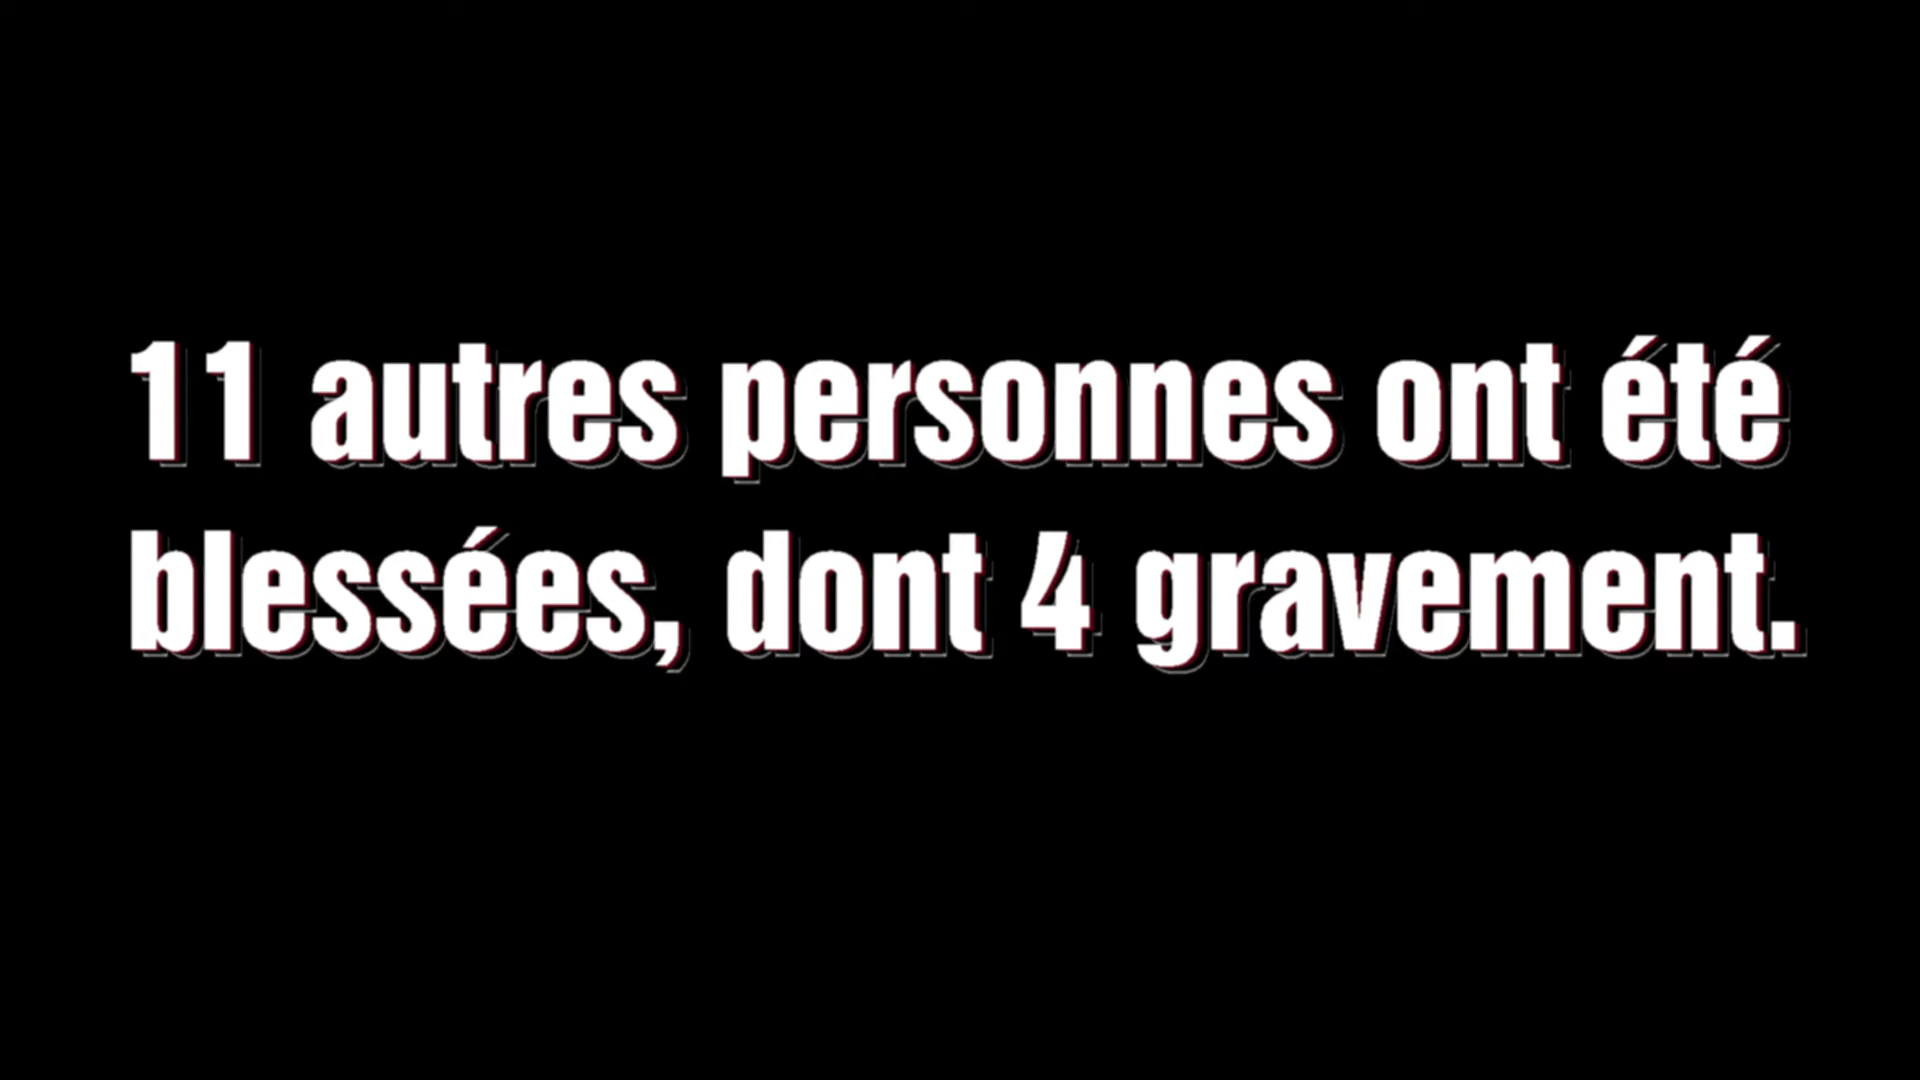 11 autres personnes ont été
blessées, dont 4 gravement.